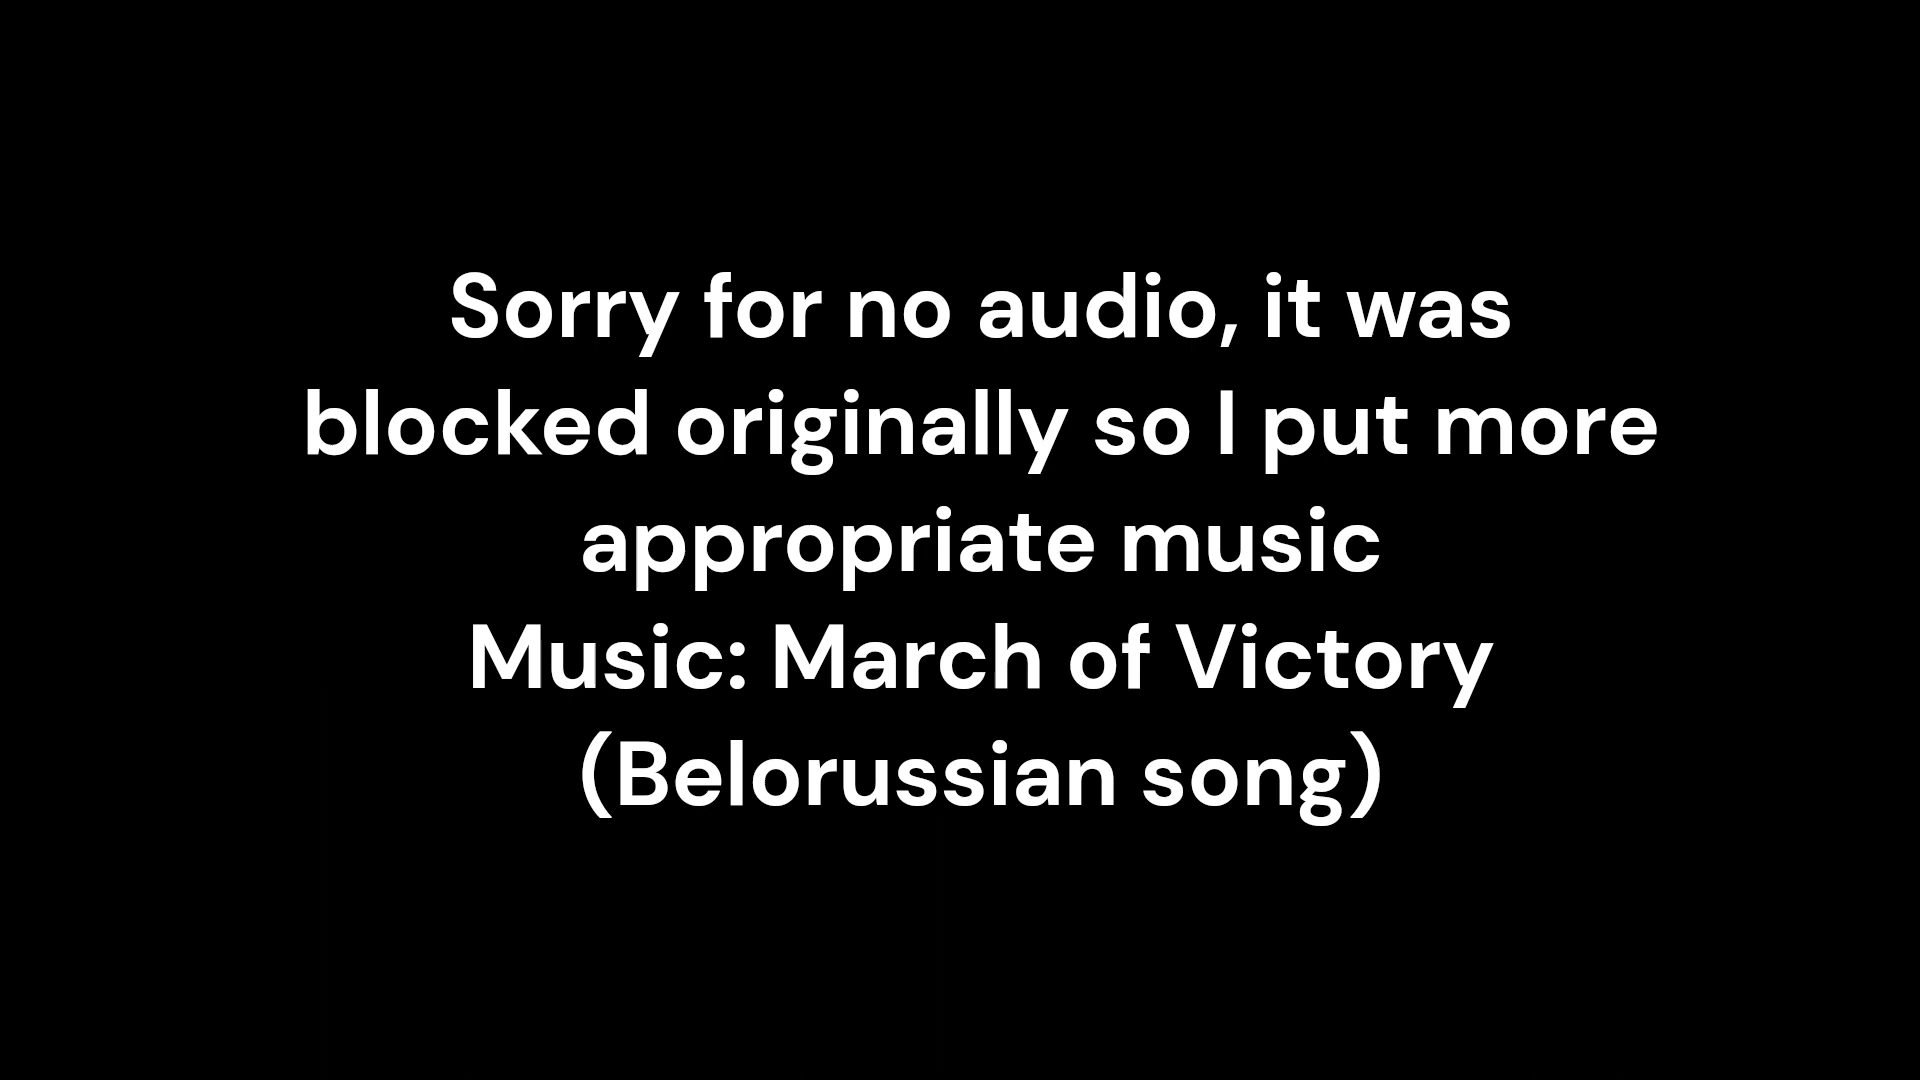 Sorry for no audio, it was
blocked originally so I put more
appropriate music
Music: March of Victory
(Belorussian song)